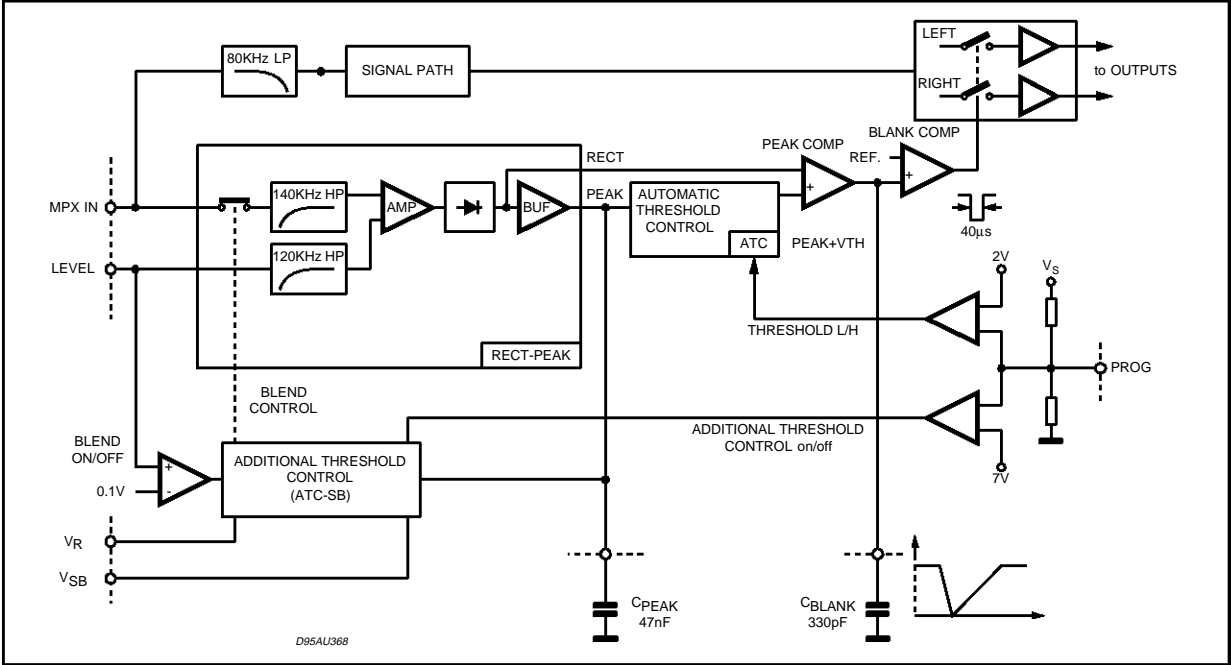 LEFT
80KHz LP
SIGNAL PATH
to OUTPUTS
RIGHT
BLANK COMP
PEAK COMP
REF.
+
RECT
+
140KHz HP
AMP
BUF
PEAK
AUTOMATIC
THRESHOLD
CONTROL
ATC
PEAK+VTH
MPX IN
40µs
120KHz HP
LEVEL
2V
VS
THRESHOLD L/H
RECT-PEAK
PROG
BLEND
CONTROL
ADDITIONAL THRESHOLD
CONTROL on/off
BLEND
ON/OFF
+
-
0.1V
ADDITIONAL THRESHOLD
CONTROL
(ATC-SB)
7V
VR
VSB
CPEAK
47nF
CBLANK
330pF
D95AU368